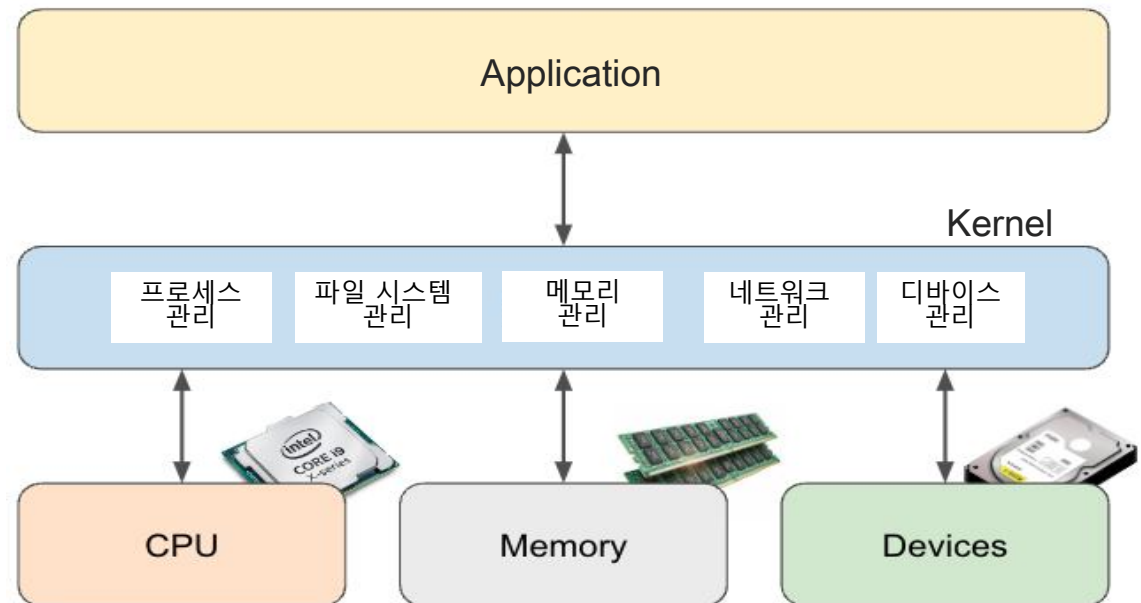 Application
Kernel
프로세스
관리
파일 시스템
관리
메모리
관리
네트워크
관리
디바이스
관리
intel
CORE i9
X-series
CPU
Memory
Devices